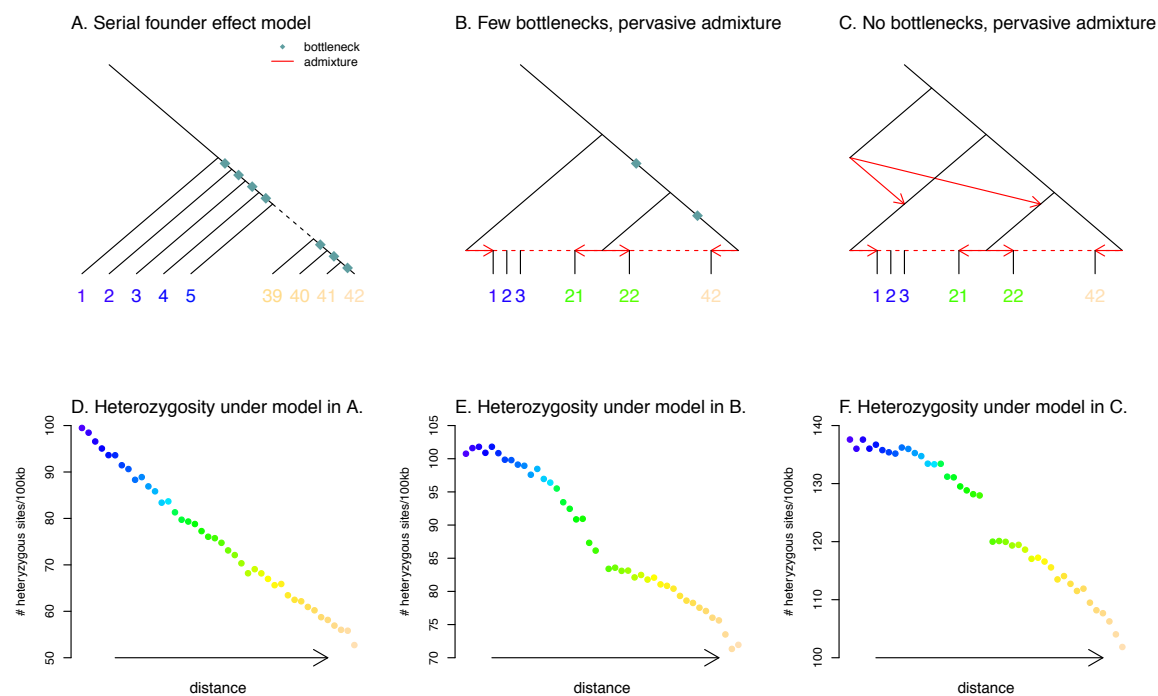 A. Serial founder effect model
bottleneck
admixture
1 2 3 4 5 39 40 41 42
B. Few bottlenecks, pervasive admixture
1 2 3 21 22 42
C. No bottlenecks, pervasive admixture
1 2 3 21 22 42
D. Heterozygosity under model in A.
# heteryzygous sites/100kb
100
90
80
70
60
50
distance
E. Heterozygosity under model in B.
# heteryzygous sites/100kb
105
100
95
90
85
80
75
70
distance
F. Heterozygosity under model in C.
# heteryzygous sites/100kb
140
130
120
110
100
distance